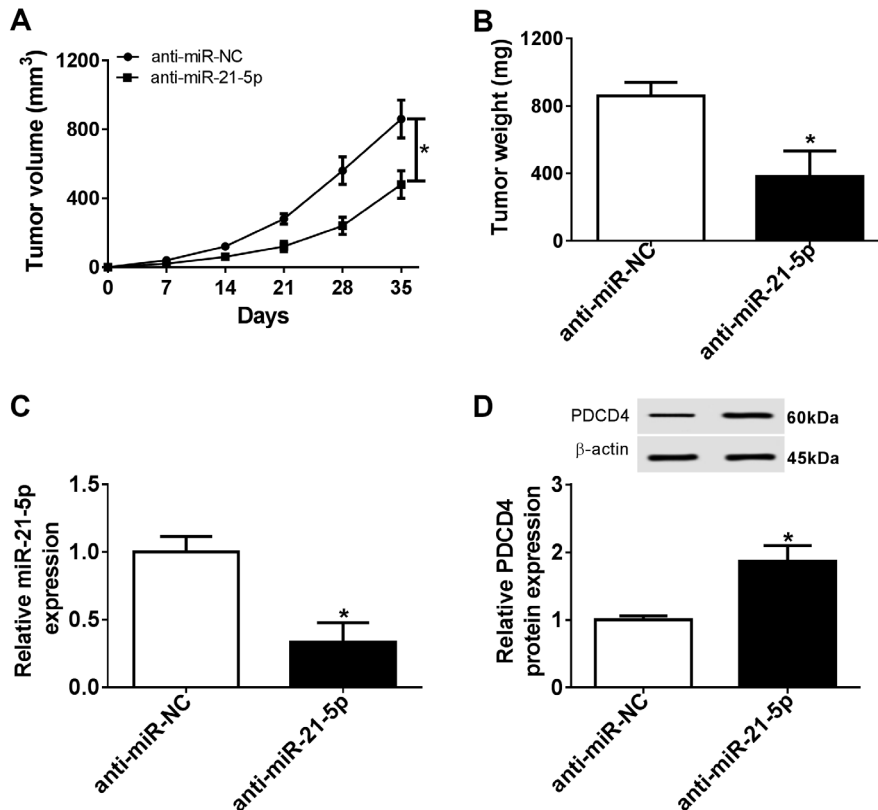 A
anti-miR-NC
anti-miR-21-5p
Tumor volume (mm³)
1200
800
400
0
0 7 14 21 28 35
Days
*
B
Tumor weight (mg)
1200
800
400
0
*
anti-miR-NC
anti-miR-21-5p
C
Relative miR-21-5p
expression
1.5
1.0
0.5
0.0
*
anti-miR-NC
anti-miR-21-5p
D
PDCD4 60kDa
β-actin 45kDa
Relative PDCD4
protein expression
3
2
1
0
*
anti-miR-NC
anti-miR-21-5p